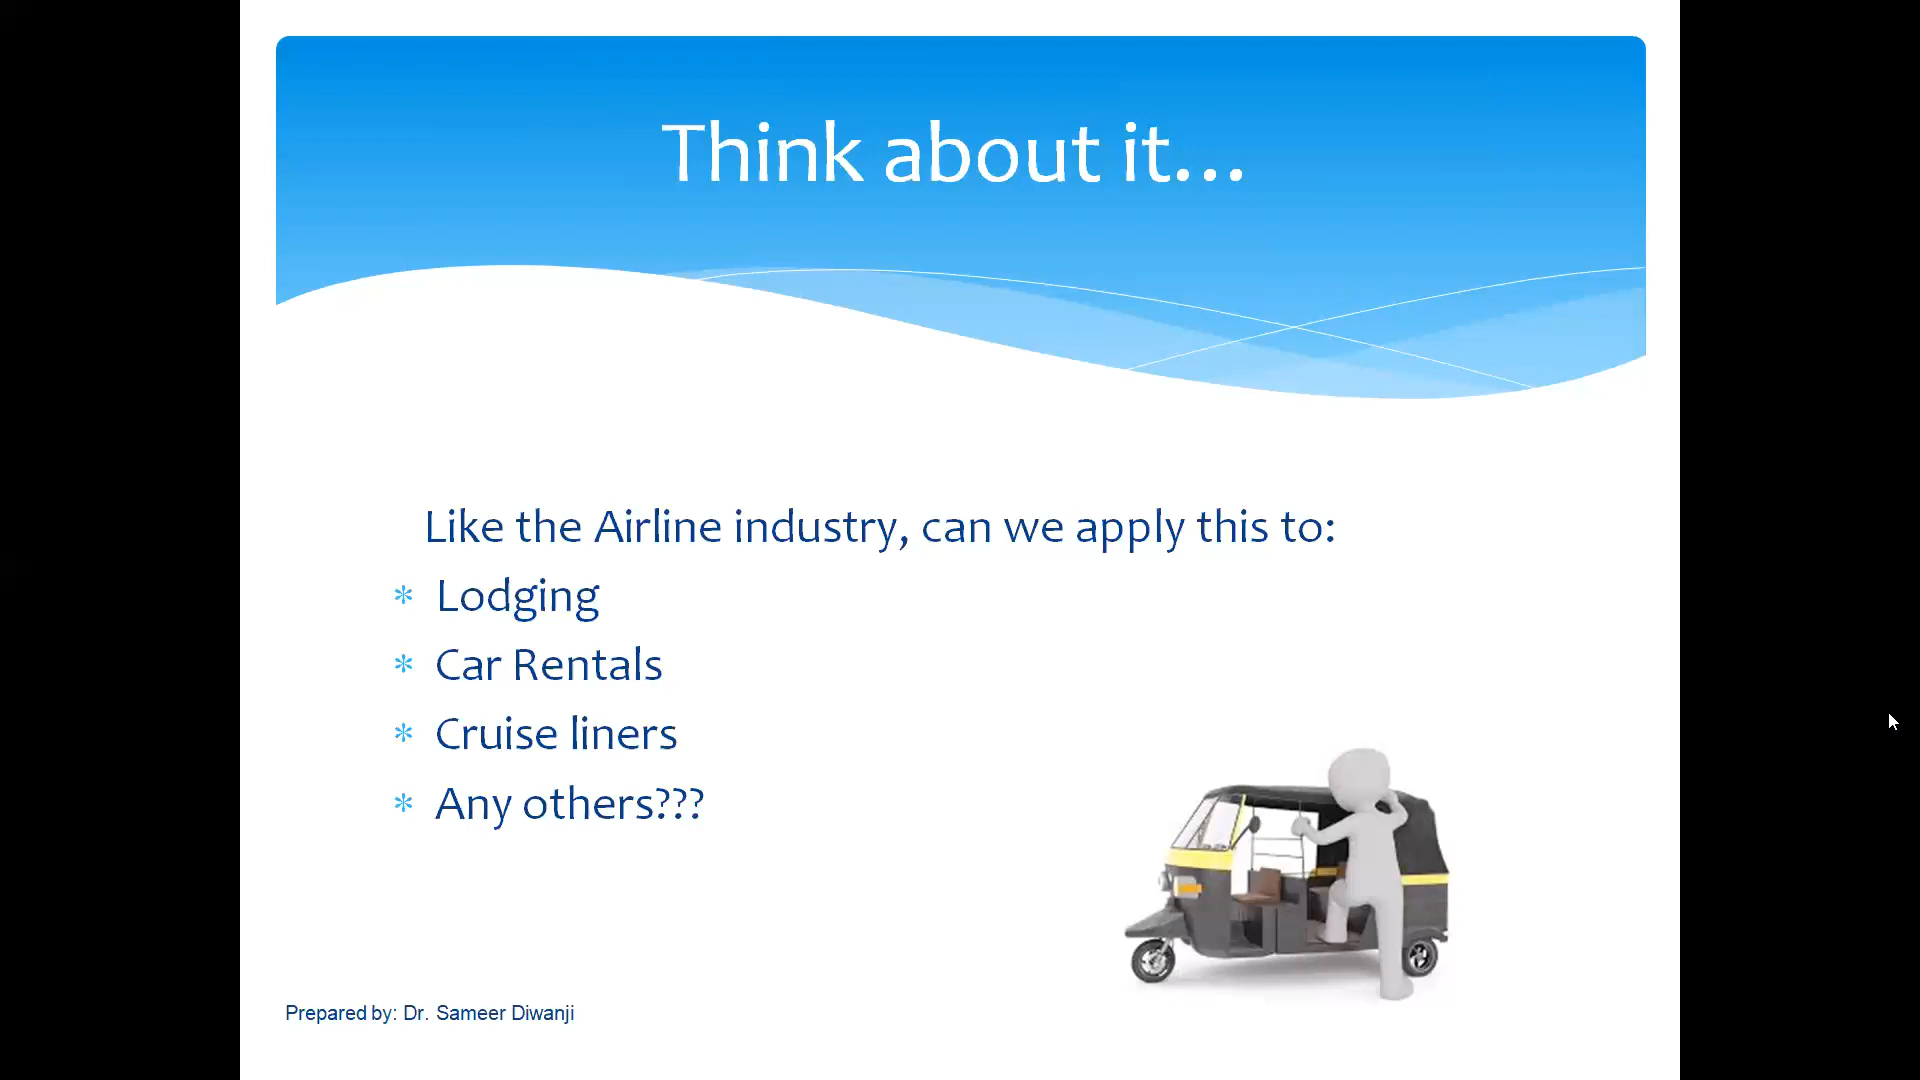 Think about it...
Like the Airline industry, can we apply this to:
* Lodging
* Car Rentals
* Cruise liners
* Any others???
Prepared by: Dr. Sameer Diwanji